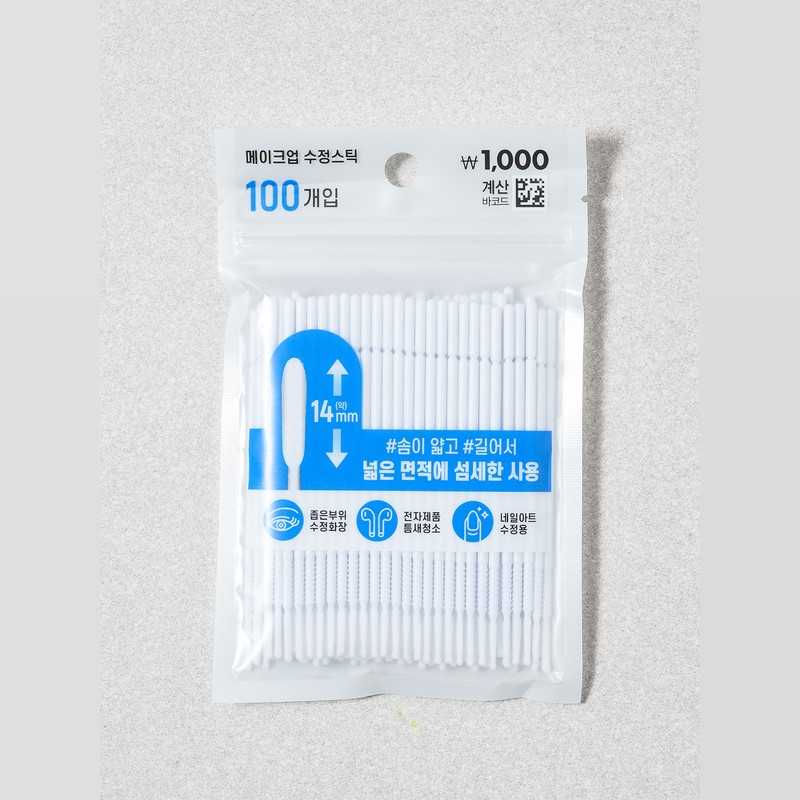 메이크업 수정스틱
100개입
₩1,000
계산
바코드
14(약)mm
#솜이 얇고 #길어서
넓은 면적에 섬세한 사용
좁은부위
수정화장
전자제품
틈새청소
네일아트
수정용